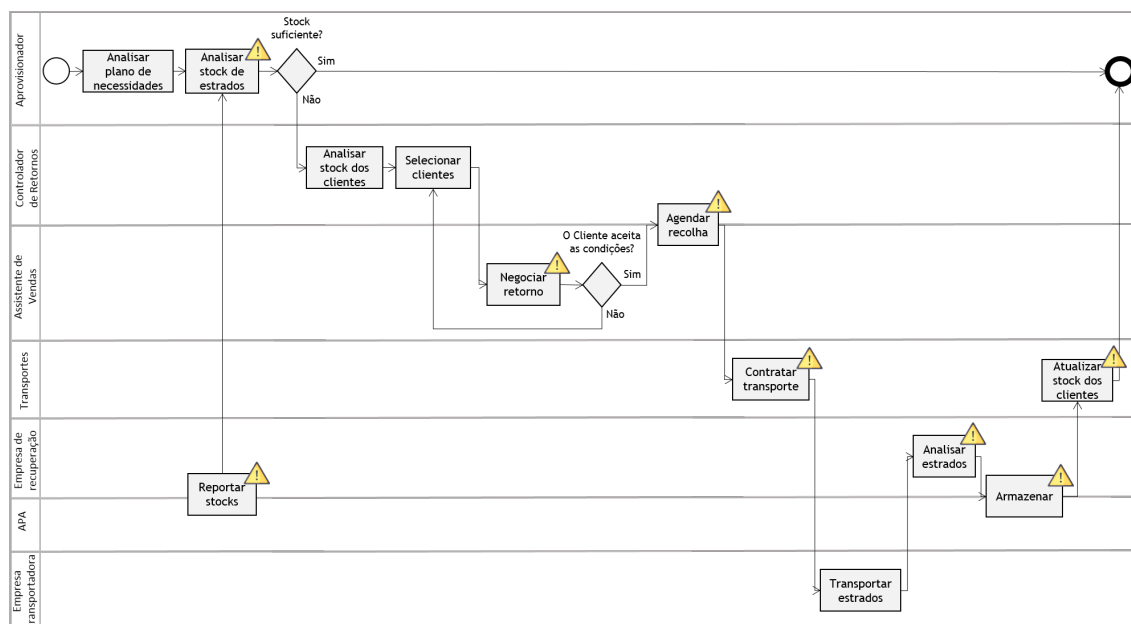 Aprovisionador
Analisar
plano de
necessidades
Analisar
stock de
estrados
Stock
suficiente?
Sim
Não
Controlador
de Retornos
Analisar
stock dos
clientes
Selecionar
clientes
Agendar
recolha
Assistente de
Vendas
Negociar
retorno
O Cliente aceita
as condições?
Sim
Não
Transportes
Contratar
transporte
Atualizar
stock dos
clientes
Empresa de
recuperação
Reportar
stocks
Analisar
estrados
Armazenar
APA
Empresa
ransportadora
Transportar
estrados